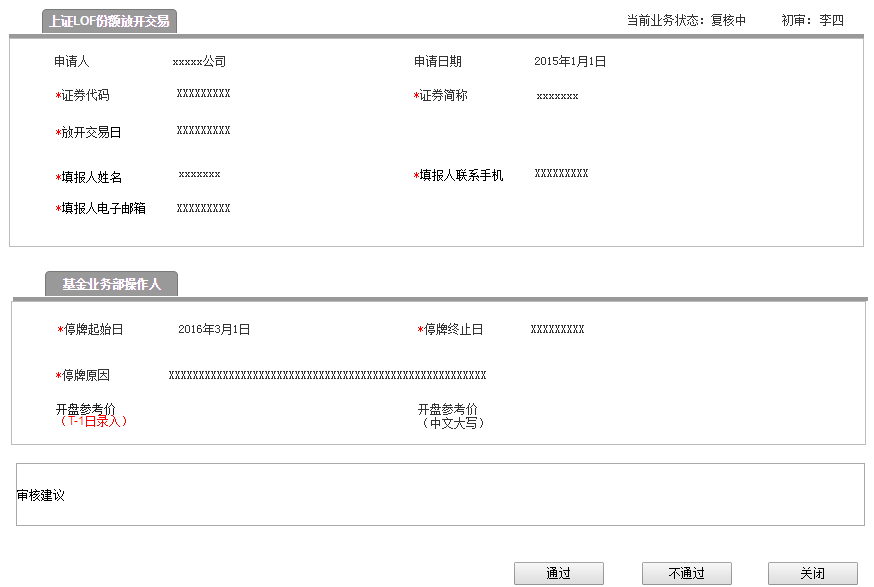 上证LOF份额放开交易 当前业务状态：复核中 初审：李四
申请人 xxxxx公司 申请日期 2015年1月1日
*证券代码 XXXXXXXXX *证券简称 xxxxxxx
*放开交易日 XXXXXXXXX
*填报人姓名 xxxxxxx *填报人联系手机 XXXXXXXXX
*填报人电子邮箱 XXXXXXXXX
基金业务部操作人
*停牌起始日 2016年3月1日 *停牌终止日 XXXXXXXXX
*停牌原因 XXXXXXXXXXXXXXXXXXXXXXXXXXXXXXXXXXXXXXXXXXXXXXXXXXXXX
开盘参考价 开盘参考价
（T-1日录入） （中文大写）
审核建议
通过 不通过 关闭